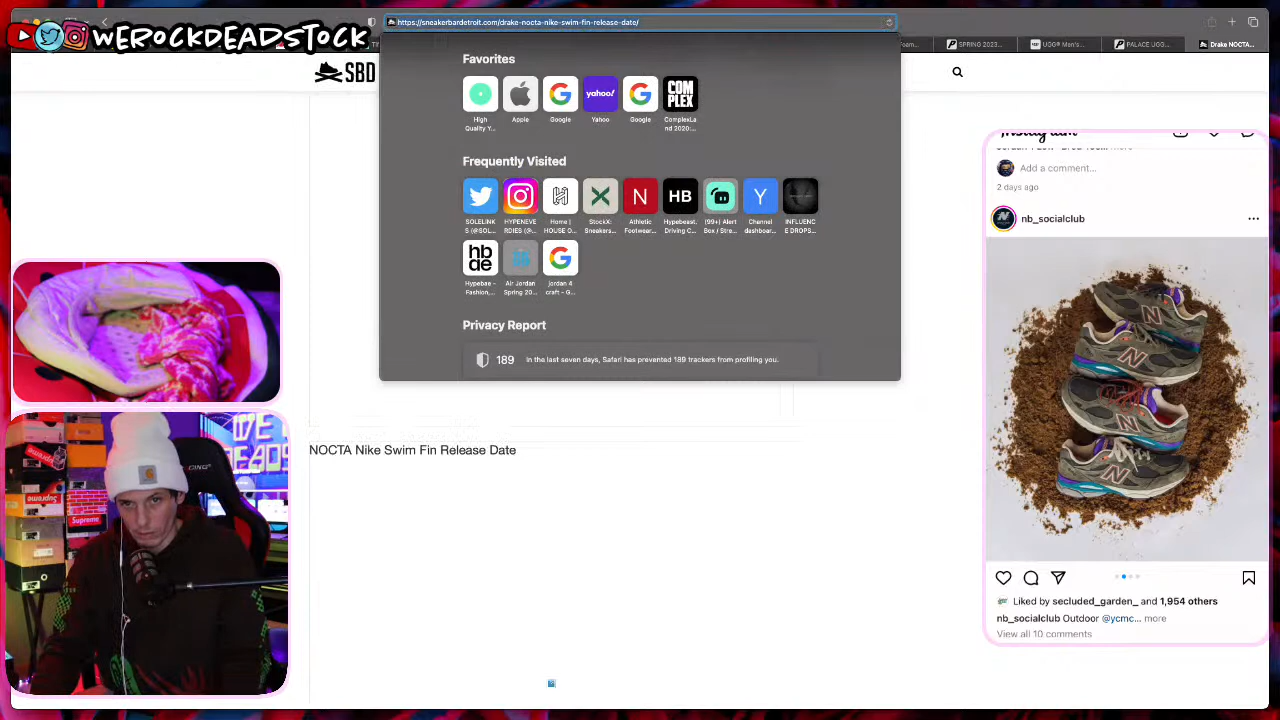 WEROCKDEADSTOCK
https://sneakerbardetroit.com/drake-nocta-nike-swim-fin-release-date/
SPRING 2023...
UGG® Men's...
PALACE UGG...
Drake NOCTA...
SBD
Favorites
High Quality Y...
Apple
Google
yahoo!
Yahoo
Google
COMPLEX
ComplexLa nd 2020:...
Frequently Visited
SOLELINK S (@SOL...
HYPENEVE RDIES (@...
Home | HOUSE O...
StockX: Sneakers...
N
Athletic Footwear...
HB
Hypebeast. Driving C...
(99+) Alert Box / Stre...
Y
Channel dashboar...
INFLUENC E DROPS...
hbae
Hypebae - Fashion,...
Air Jordan Spring 20...
jordan 4 craft - G...
Privacy Report
189
In the last seven days, Safari has prevented 189 trackers from profiling you.
NOCTA Nike Swim Fin Release Date
Supreme
Add a comment...
2 days ago
nb_socialclub
Liked by secluded_garden_ and 1,954 others
nb_socialclub Outdoor @ycmc... more
View all 10 comments